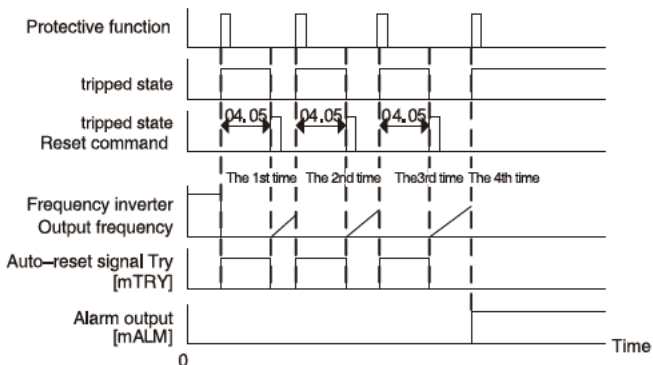 Protective function
tripped state
tripped state
Reset command
04.05 04.05 04.05
The 1st time The 2nd time The3rd time The 4th time
Frequency inverter
Output frequency
Auto–reset signal Try
[mTRY]
Alarm output
[mALM]
Time
0